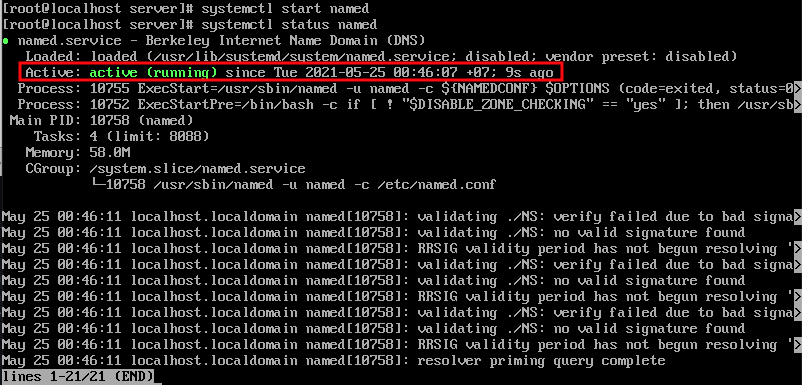 [root@localhost server]# systemctl start named
[root@localhost server]# systemctl status named
● named.service - Berkeley Internet Name Domain (DNS)
Loaded: loaded (/usr/lib/systemd/system/named.service; disabled; vendor preset: disabled)
Active: active (running) since Tue 2021-05-25 00:46:07 +07; 9s ago
Process: 10755 ExecStart=/usr/sbin/named -u named -c ${NAMEDCONF} $OPTIONS (code=exited, status=0>
Process: 10752 ExecStartPre=/bin/bash -c if [ ! "$DISABLE_ZONE_CHECKING" == "yes" ]; then /usr/sb>
Main PID: 10758 (named)
Tasks: 4 (limit: 8088)
Memory: 58.0M
CGroup: /system.slice/named.service
└─10758 /usr/sbin/named -u named -c /etc/named.conf
May 25 00:46:11 localhost.localdomain named[10758]: validating ./NS: verify failed due to bad signa>
May 25 00:46:11 localhost.localdomain named[10758]: validating ./NS: no valid signature found
May 25 00:46:11 localhost.localdomain named[10758]: RRSIG validity period has not begun resolving '>
May 25 00:46:11 localhost.localdomain named[10758]: validating ./NS: verify failed due to bad signa>
May 25 00:46:11 localhost.localdomain named[10758]: validating ./NS: no valid signature found
May 25 00:46:11 localhost.localdomain named[10758]: RRSIG validity period has not begun resolving '>
May 25 00:46:11 localhost.localdomain named[10758]: validating ./NS: verify failed due to bad signa>
May 25 00:46:11 localhost.localdomain named[10758]: validating ./NS: no valid signature found
May 25 00:46:11 localhost.localdomain named[10758]: RRSIG validity period has not begun resolving '>
May 25 00:46:11 localhost.localdomain named[10758]: resolver priming query complete
lines 1-21/21 (END)